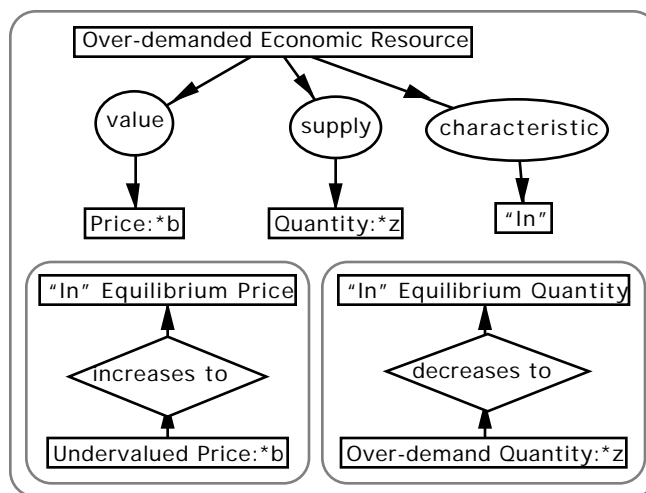 Over-demanded Economic Resource
value
supply
characteristic
Price:*b
Quantity:*z
“In”
“In” Equilibrium Price
“In” Equilibrium Quantity
increases to
decreases to
Undervalued Price:*b
Over-demand Quantity:*z